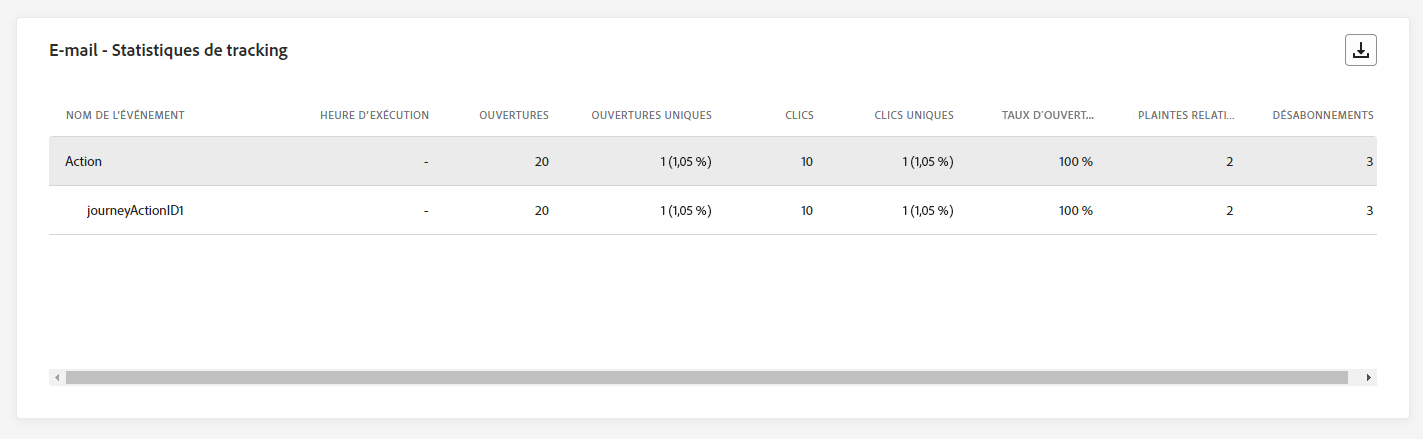 E-mail - Statistiques de tracking
NOM DE L'ÉVÉNEMENT HEURE D'EXÉCUTION OUVERTURES OUVERTURES UNIQUES CLICS CLICS UNIQUES TAUX D'OUVERT... PLAINTES RELATI... DÉSABONNEMENTS
Action - 20 1 (1,05 %) 10 1 (1,05 %) 100 % 2 3
journeyActionID1 - 20 1 (1,05 %) 10 1 (1,05 %) 100 % 2 3